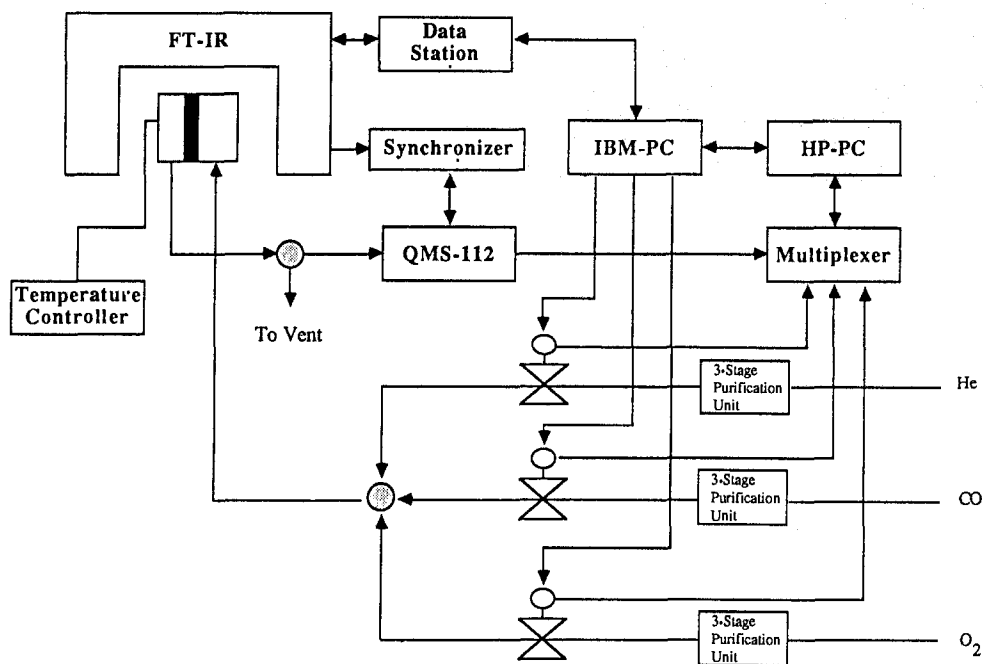 FT-IR
Data
Station
Synchronizer
IBM-PC
HP-PC
QMS-112
Multiplexer
Temperature
Controller
To Vent
3-Stage
Purification
Unit
He
3-Stage
Purification
Unit
CO
3-Stage
Purification
Unit
O2